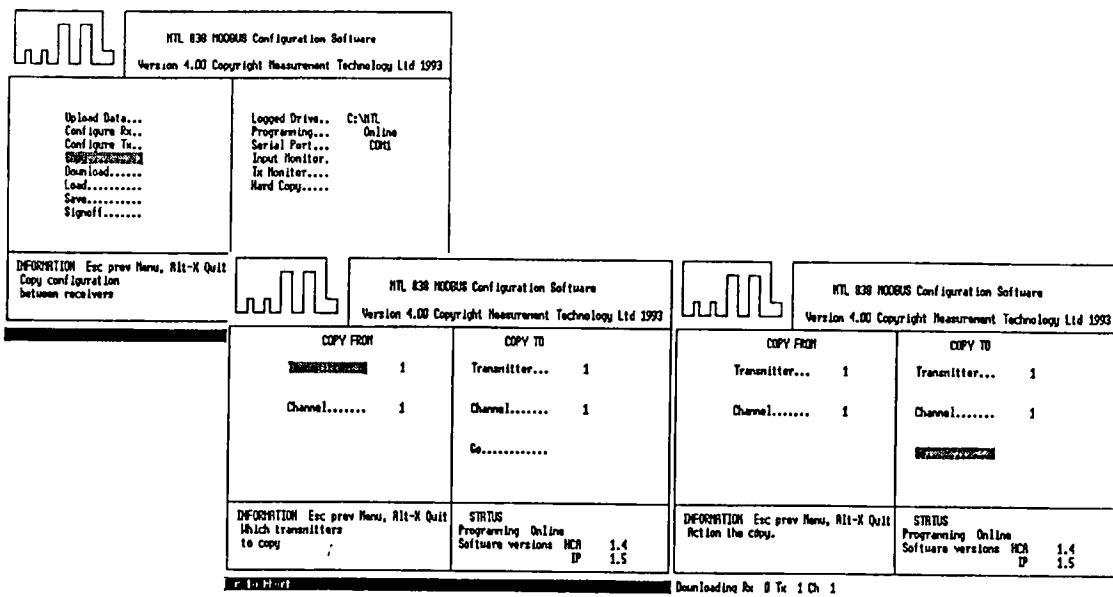 MTL 838 MODBUS Configuration Software
Version 4.00 Copyright Measurement Technology Ltd 1993
Upload Data...
Configure Rx..
Configure Tx..
Download......
Load..........
Save..........
Signoff.......
Logged Drive.. C:\MTL
Programming... Online
Serial Port... COM1
Input Monitor.
Tx Monitor....
Hard Copy.....
INFORMATION Esc prev Menu, Alt-X Quit
Copy configuration
between receivers
MTL 838 MODBUS Configuration Software
Version 4.00 Copyright Measurement Technology Ltd 1993
COPY FROM
1
Channel....... 1
COPY TO
Transmitter... 1
Channel....... 1
Go............
INFORMATION Esc prev Menu, Alt-X Quit
Which transmitters
to copy
STATUS
Programming Online
Software versions HCA 1.4
IP 1.5
MTL 838 MODBUS Configuration Software
Version 4.00 Copyright Measurement Technology Ltd 1993
COPY FROM
Transmitter... 1
Channel....... 1
COPY TO
Transmitter... 1
Channel....... 1
INFORMATION Esc prev Menu, Alt-X Quit
Action the copy.
STATUS
Programming Online
Software versions HCA 1.4
IP 1.5
Downloading Rx 0 Tx 1 Ch 1